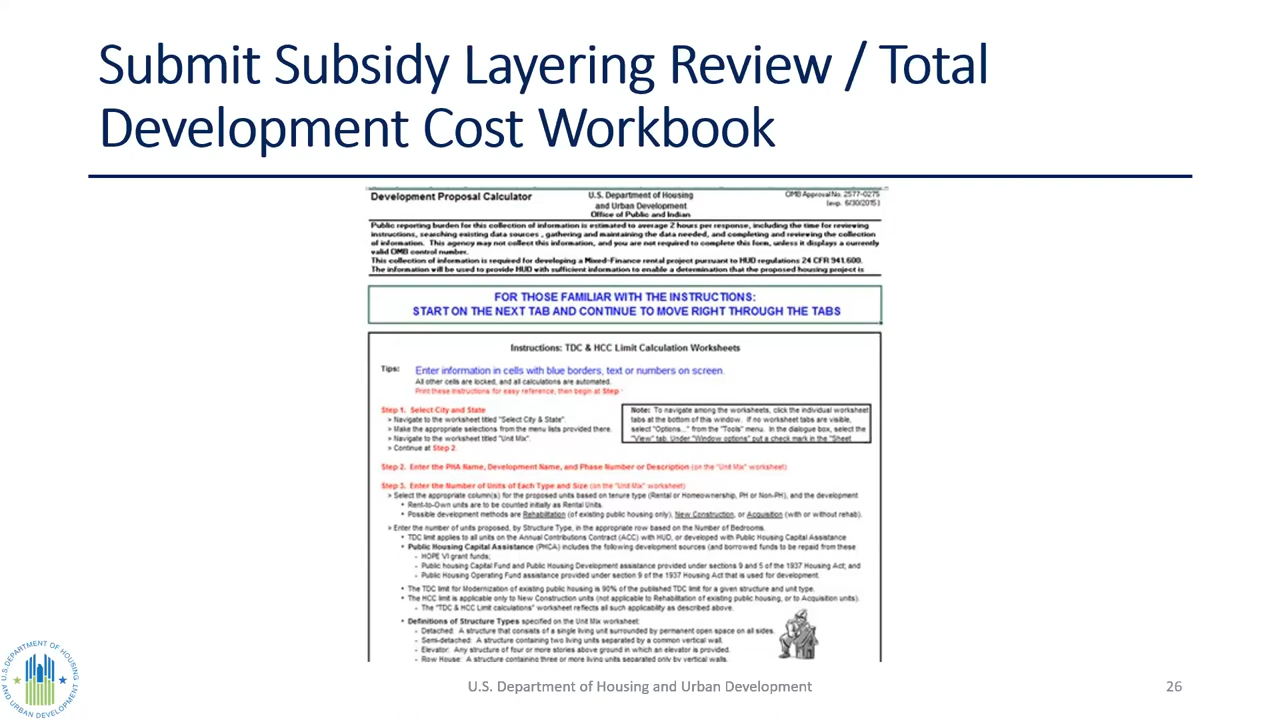 Submit Subsidy Layering Review / Total
Development Cost Workbook
Development Proposal Calculator
U.S. Department of Housing
and Urban Development
Office of Public and Indian
OMB Approval No. 2577-0275
(exp. 6/30/2015)
Public reporting burden for this collection of information is estimated to average 2 hours per response, including the time for reviewing
instructions, searching existing data sources , gathering and maintaining the data needed, and completing and reviewing the collection
of information. This agency may not collect this information, and you are not required to complete this form, unless it displays a currently
valid OMB control number.
This collection of information is required for developing a Mixed-Finance rental project pursuant to HUD regulations 24 CFR 941.600.
The information will be used to provide HUD with sufficient information to enable a determination that the proposed housing project is
FOR THOSE FAMILIAR WITH THE INSTRUCTIONS:
START ON THE NEXT TAB AND CONTINUE TO MOVE RIGHT THROUGH THE TABS
Instructions: TDC & HCC Limit Calculation Worksheets
Tips: Enter information in cells with blue borders, text or numbers on screen.
All other cells are locked, and all calculations are automated.
Print these instructions for easy reference, then begin at Step
Step 1. Select City and State
» Navigate to the worksheet titled "Select City & State".
» Make the appropriate selections from the menu lists provided there.
» Navigate to the worksheet titled "Unit Mix".
» Continue at Step 2.
Note: To navigate among the worksheets, click the individual worksheet
tabs at the bottom of this window. If no worksheet tabs are visible,
select "Options..." from the "Tools" menu. In the dialogue box, select the
"View" tab. Under "Window options" put a check mark in the "Sheet
Step 2. Enter the PHA Name, Development Name, and Phase Number or Description (on the "Unit Mix" worksheet)
Step 3. Enter the Number of Units of Each Type and Size (on the "Unit Mix" worksheet)
» Select the appropriate column(s) for the proposed units based on tenure type (Rental or Homeownership, PH or Non-PH), and the development
• Rent-to-Own units are to be counted initially as Rental Units.
• Possible development methods are Rehabilitation (of existing public housing only), New Construction, or Acquisition (with or without rehab).
» Enter the number of units proposed, by Structure Type, in the appropriate row based on the Number of Bedrooms.
• TDC limit applies to all units on the Annual Contributions Contract (ACC) with HUD, or developed with Public Housing Capital Assistance
• Public Housing Capital Assistance (PHCA) includes the following development sources (and borrowed funds to be repaid from these
- HOPE VI grant funds;
- Public housing Capital Fund and Public Housing Development assistance provided under sections 9 and 5 of the 1937 Housing Act; and
- Public Housing Operating Fund assistance provided under section 9 of the 1937 Housing Act that is used for development.
• The TDC limit for Modernization of existing public housing is 90% of the published TDC limit for a given structure and unit type.
• The HCC limit is applicable only to New Construction units (not applicable to Rehabilitation of existing public housing, or to Acquisition units).
- The "TDC & HCC Limit calculations" worksheet reflects all such applicability as described above.
• Definitions of Structure Types specified on the Unit Mix worksheet:
- Detached: A structure that consists of a single living unit surrounded by permanent open space on all sides.
- Semi-detached: A structure containing two living units separated by a common vertical wall.
- Elevator: Any structure of four or more stories above ground in which an elevator is provided.
- Row House: A structure containing three or more living units separated only by vertical walls.
U.S. DEPARTMENT OF HOUSING
AND URBAN DEVELOPMENT
U.S. Department of Housing and Urban Development
26